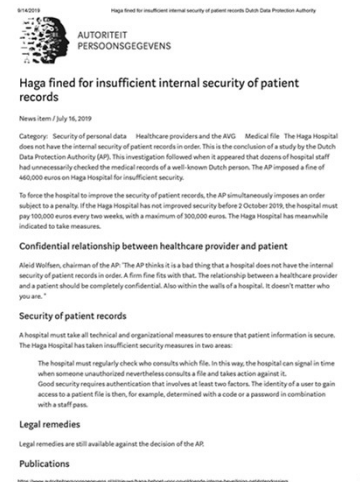 9/14/2019
Haga fined for insufficient internal security of patient records Dutch Data Protection Authority
AUTORITEIT
PERSOONSGEGEVENS
Haga fined for insufficient internal security of patient
records
News item / July 16, 2019
Category: Security of personal data Healthcare providers and the AVG Medical file The Haga Hospital
does not have the internal security of patient records in order. This is the conclusion of a study by the Dutch
Data Protection Authority (AP). This investigation followed when it appeared that dozens of hospital staff
had unnecessarily checked the medical records of a well-known Dutch person. The AP imposed a fine of
460,000 euros on Haga Hospital for insufficient security.
To force the hospital to improve the security of patient records, the AP simultaneously imposes an order
subject to a penalty. If the Haga Hospital has not improved security before 2 October 2019, the hospital must
pay 100,000 euros every two weeks, with a maximum of 300,000 euros. The Haga Hospital has meanwhile
indicated to take measures.
Confidential relationship between healthcare provider and patient
Aleid Wolfsen, chairman of the AP: "The AP thinks it is a bad thing that a hospital does not have the internal
security of patient records in order. A firm fine fits with that. The relationship between a healthcare provider
and a patient should be completely confidential. Also within the walls of a hospital. It doesn't matter who
you are. "
Security of patient records
A hospital must take all technical and organizational measures to ensure that patient information is secure.
The Haga Hospital has taken insufficient security measures in two areas:
The hospital must regularly check who consults which file. In this way, the hospital can signal in time
when someone unauthorized nevertheless consults a file and takes action against it.
Good security requires authentication that involves at least two factors. The identity of a user to gain
access to a patient file is then, for example, determined with a code or a password in combination
with a staff pass.
Legal remedies
Legal remedies are still available against the decision of the AP.
Publications